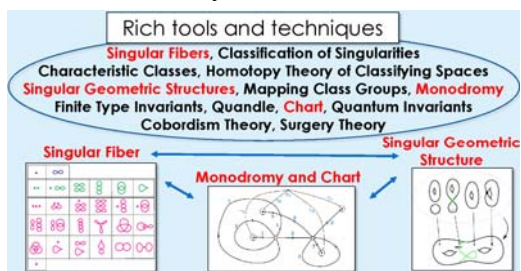 Rich tools and techniques
Singular Fibers, Classification of Singularities
Characteristic Classes, Homotopy Theory of Classifying Spaces
Singular Geometric Structures, Mapping Class Groups, Monodromy
Finite Type Invariants, Quandle, Chart, Quantum Invariants
Cobordism Theory, Surgery Theory
Singular Fiber
Monodromy and Chart
Singular Geometric
Structure